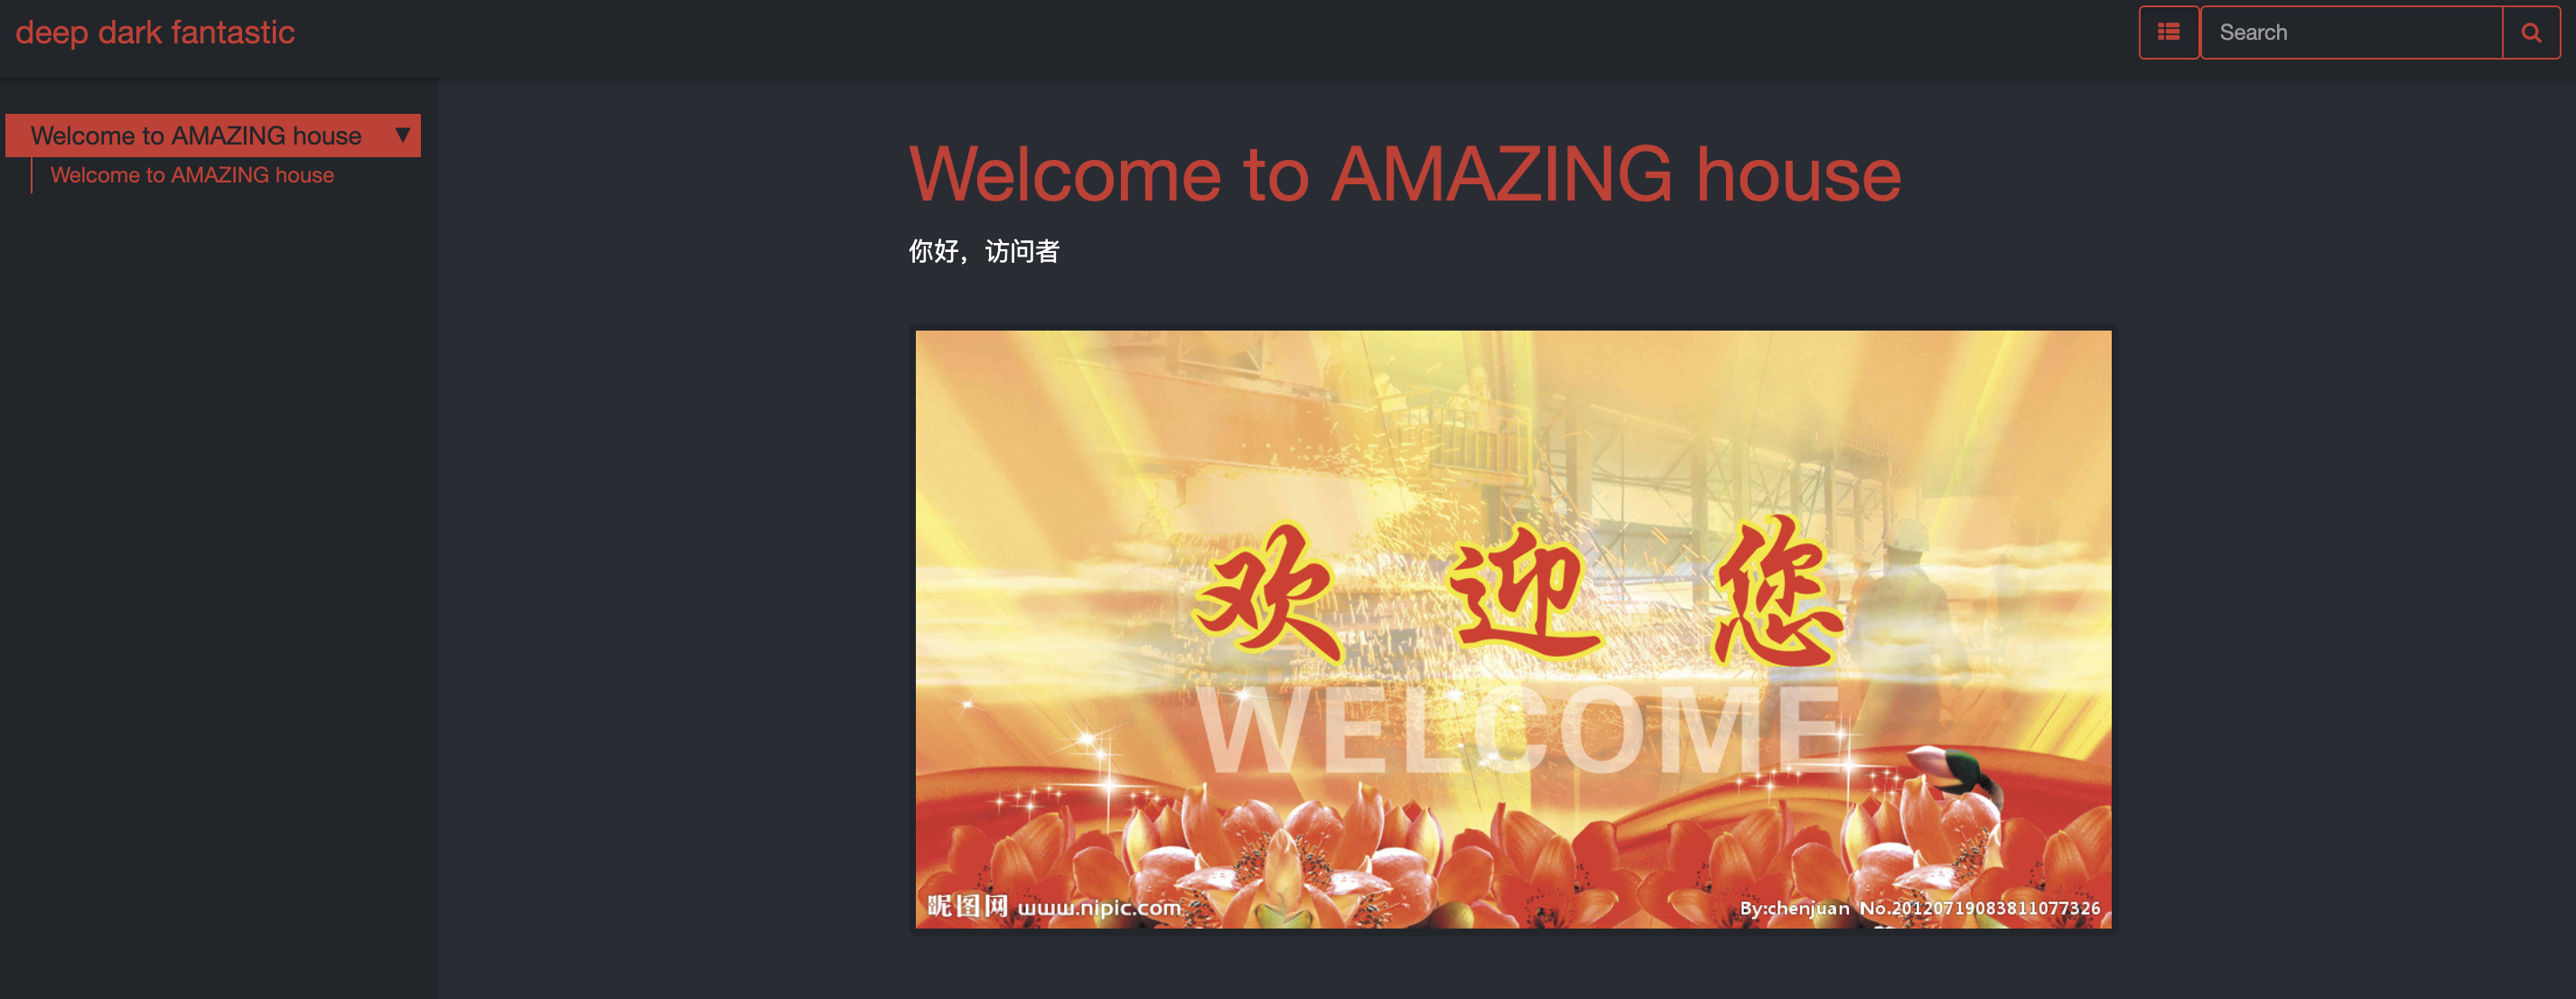 deep dark fantastic
Search
Welcome to AMAZING house
Welcome to AMAZING house
Welcome to AMAZING house
你好，访问者
欢迎您
WELCOME
昵图网 www.nipic.com
By:chenjuan No.20120719083811077326